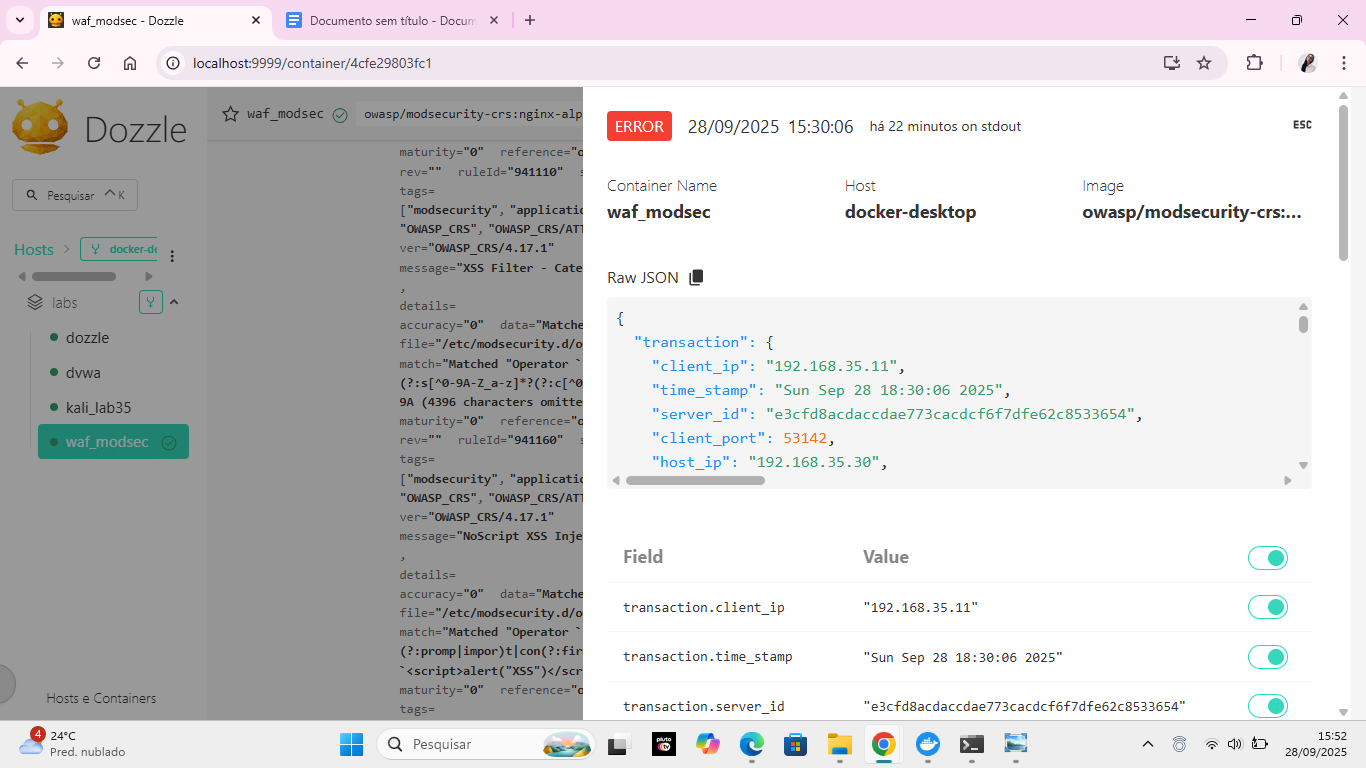 waf_modsec - Dozzle
Documento sem título - Docum
localhost:9999/container/4cfe29803fc1
Dozzle
Pesquisar ^ K
Hosts
docker-de
labs
dozzle
dvwa
kali_lab35
waf_modsec
Hosts e Containers
waf_modsec
owasp/modsecurity-crs:nginx-alp
maturity="0" reference="o
rev="" ruleId="941110"
tags=
["modsecurity", "applicatio
"OWASP_CRS", "OWASP_CRS/ATT
ver="OWASP_CRS/4.17.1"
message="XSS Filter - Cate
,
details=
accuracy="0" data="Matche
file="/etc/modsecurity.d/o
match="Matched "Operator `
(?:s[^0-9A-Z_a-z]*?(?:c[^0
9A (4396 characters omitte
maturity="0" reference="o
rev="" ruleId="941160"
tags=
["modsecurity", "applicatio
"OWASP_CRS", "OWASP_CRS/ATT
ver="OWASP_CRS/4.17.1"
message="NoScript XSS Inje
,
details=
accuracy="0" data="Matche
file="/etc/modsecurity.d/o
match="Matched "Operator `
(?:promp|impor)t|con(?:fir
`<script>alert("XSS")</scr
maturity="0" reference="o
tags=
ERROR 28/09/2025 15:30:06 há 22 minutos on stdout
ESC
Container Name Host Image
waf_modsec docker-desktop owasp/modsecurity-crs:...
Raw JSON
{
"transaction": {
"client_ip": "192.168.35.11",
"time_stamp": "Sun Sep 28 18:30:06 2025",
"server_id": "e3cfd8acdaccdae773cacdcf6f7dfe62c8533654",
"client_port": 53142,
"host_ip": "192.168.35.30",
Field Value
transaction.client_ip "192.168.35.11"
transaction.time_stamp "Sun Sep 28 18:30:06 2025"
transaction.server_id "e3cfd8acdaccdae773cacdcf6f7dfe62c8533654"
4
24°C
Pred. nublado
Pesquisar
pluto tv
15:52
28/09/2025